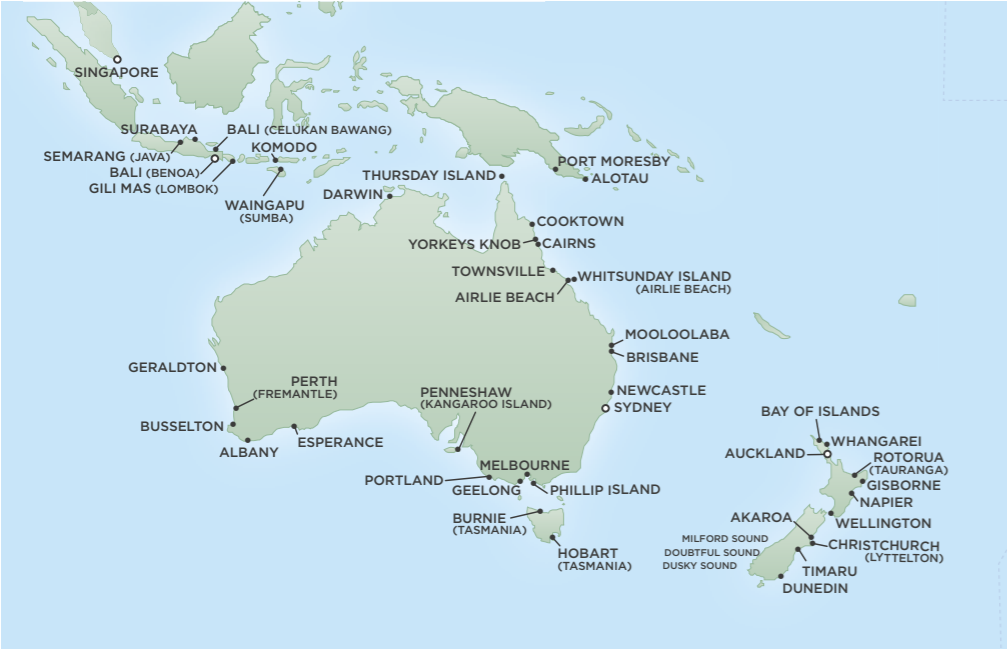 SINGAPORE
SURABAYA
BALI (CELUKAN BAWANG)
KOMODO
SEMARANG (JAVA)
BALI (BENOA)
GILI MAS (LOMBOK)
WAINGAPU
(SUMBA)
PORT MORESBY
ALOTAU
THURSDAY ISLAND
DARWIN
COOKTOWN
YORKEYS KNOB
CAIRNS
TOWNSVILLE
WHITSUNDAY ISLAND
(AIRLIE BEACH)
AIRLIE BEACH
MOOLOOLABA
BRISBANE
GERALDTON
PERTH
(FREMANTLE)
PENNESHAW
(KANGAROO ISLAND)
NEWCASTLE
SYDNEY
BUSSELTON
ALBANY
ESPERANCE
BAY OF ISLANDS
WHANGAREI
AUCKLAND
ROTORUA
(TAURANGA)
GISBORNE
NAPIER
WELLINGTON
MELBOURNE
PORTLAND
GEELONG
PHILLIP ISLAND
BURNIE
(TASMANIA)
HOBART
(TASMANIA)
AKAROA
MILFORD SOUND
DOUBTFUL SOUND
DUSKY SOUND
CHRISTCHURCH
(LYTTELTON)
TIMARU
DUNEDIN